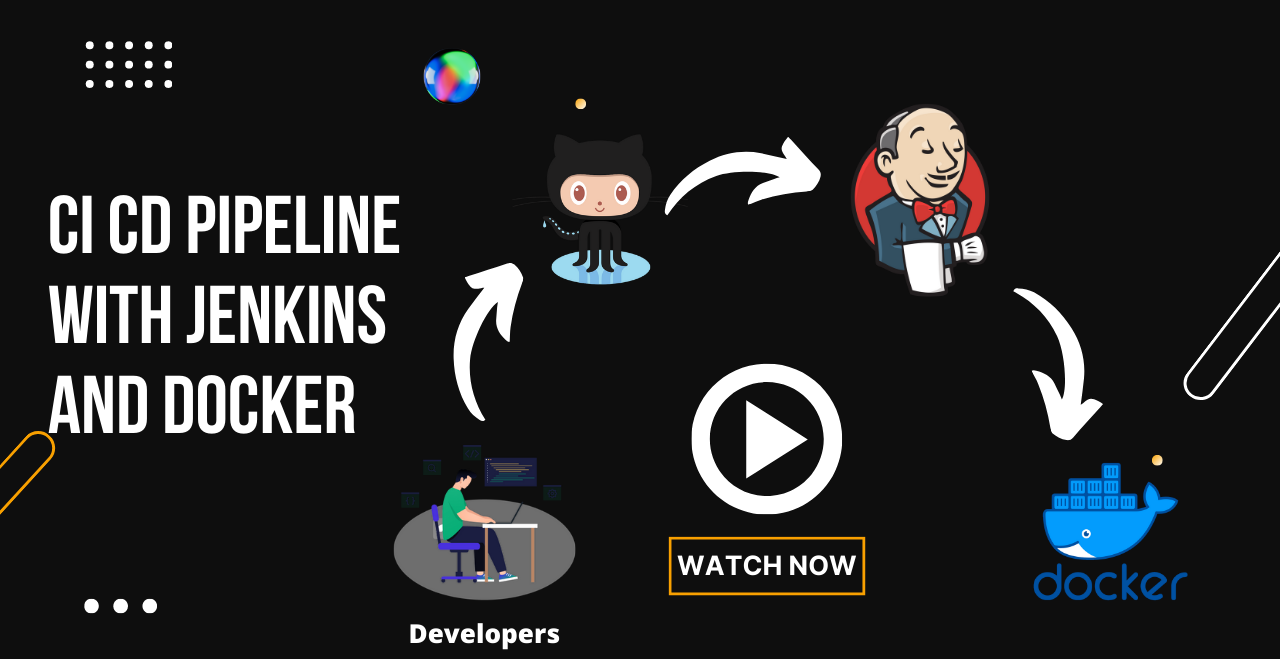 CI CD PIPELINE
WITH JENKINS
AND DOCKER
WATCH NOW
docker
Developers